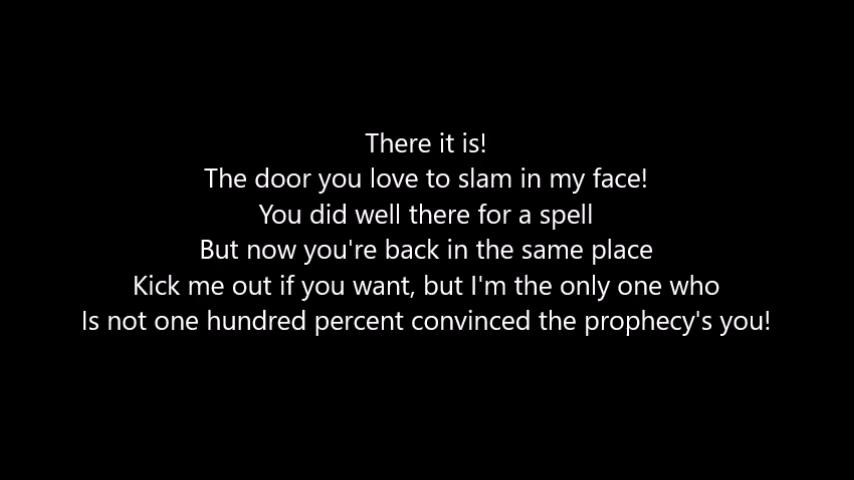 There it is!
The door you love to slam in my face!
You did well there for a spell
But now you're back in the same place
Kick me out if you want, but I'm the only one who
Is not one hundred percent convinced the prophecy's you!